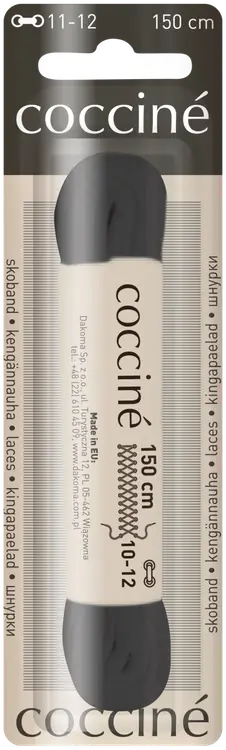 11-12 150 cm
coccinė
skoband • kengännauha • laces • kingapaelad • шнурки
coccinė
150 cm
10-12
Made in EU:
Dakoma Sp. z o.o., ul. Turystyczna 12, PL 05-462 Wiązowna
tel.: +48 (22) 610 45 09, www.dakoma.com.pl
skoband • kengännauha • laces • kingapaelad • шнурки
coccinė